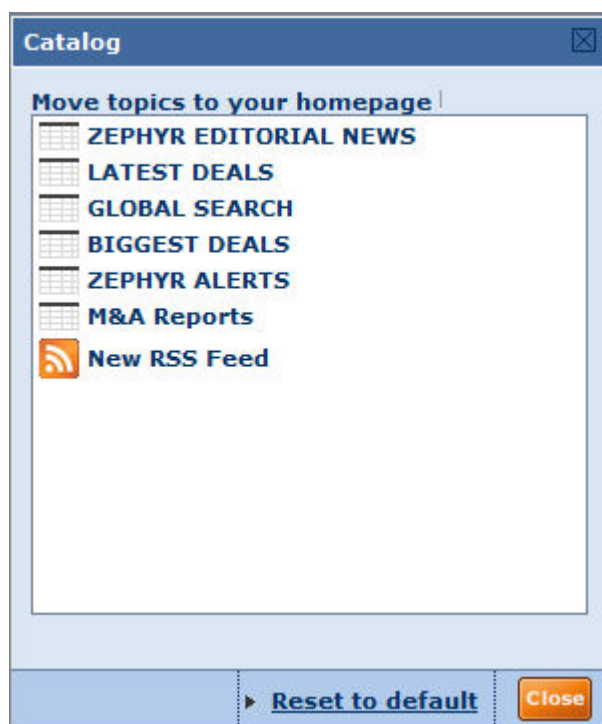 Catalog
Move topics to your homepage
ZEPHYR EDITORIAL NEWS
LATEST DEALS
GLOBAL SEARCH
BIGGEST DEALS
ZEPHYR ALERTS
M&A Reports
New RSS Feed
Reset to default
Close